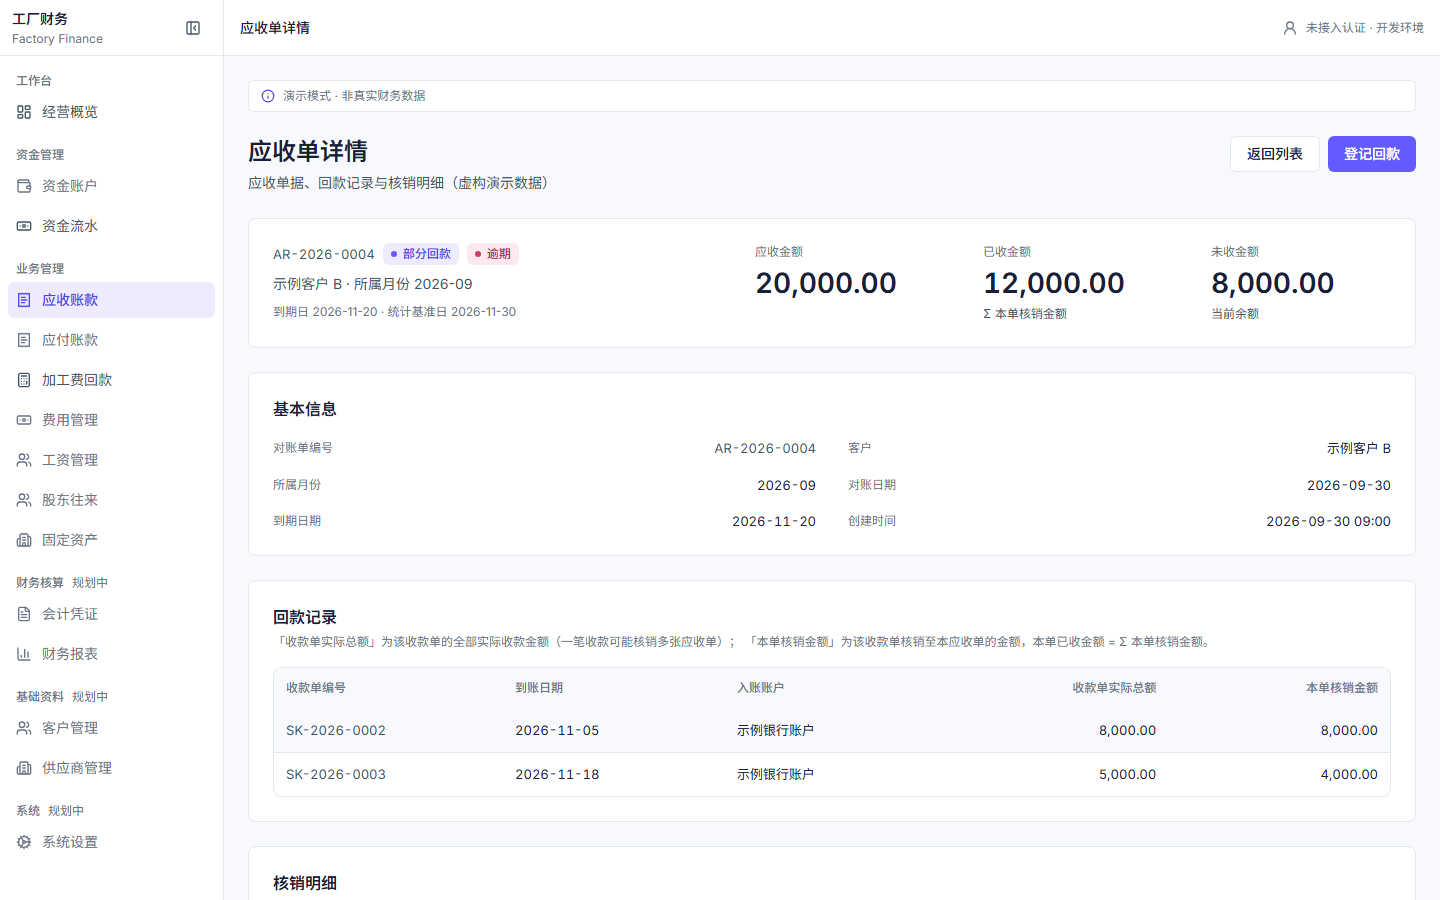 工厂财务
Factory Finance
应收单详情
未接入认证 · 开发环境
工作台
经营概览
资金管理
资金账户
资金流水
业务管理
应收账款
应付账款
加工费回款
费用管理
工资管理
股东往来
固定资产
财务核算 规划中
会计凭证
财务报表
基础资料 规划中
客户管理
供应商管理
系统 规划中
系统设置
演示模式 · 非真实财务数据
应收单详情
应收单据、回款记录与核销明细（虚构演示数据）
返回列表
登记回款
AR-2026-0004 部分回款 逾期
示例客户 B · 所属月份 2026-09
到期日 2026-11-20 · 统计基准日 2026-11-30
应收金额
20,000.00
已收金额
12,000.00
Σ 本单核销金额
未收金额
8,000.00
当前余额
基本信息
对账单编号 AR-2026-0004 客户 示例客户 B
所属月份 2026-09 对账日期 2026-09-30
到期日期 2026-11-20 创建时间 2026-09-30 09:00
回款记录
「收款单实际总额」为该收款单的全部实际收款金额（一笔收款可能核销多张应收单）； 「本单核销金额」为该收款单核销至本应收单的金额，本单已收金额 = Σ 本单核销金额。
收款单编号 到账日期 入账账户 收款单实际总额 本单核销金额
SK-2026-0002 2026-11-05 示例银行账户 8,000.00 8,000.00
SK-2026-0003 2026-11-18 示例银行账户 5,000.00 4,000.00
核销明细